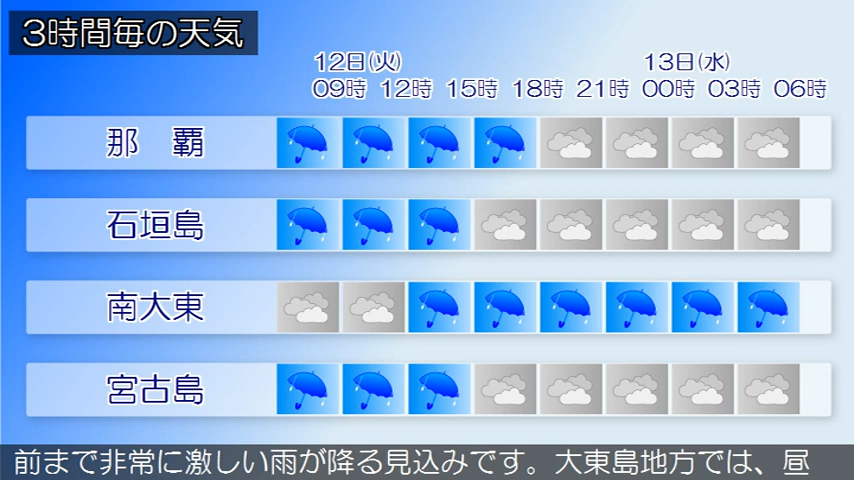 3時間毎の天気
12日(火) 13日(水)
09時 12時 15時 18時 21時 00時 03時 06時
那　覇
石垣島
南大東
宮古島
前まで非常に激しい雨が降る見込みです。大東島地方では、昼